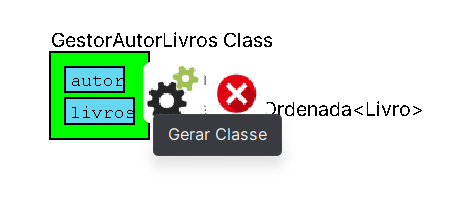 GestorAutorLivros Class
autor
livros
Ordenada<Livro>
Gerar Classe